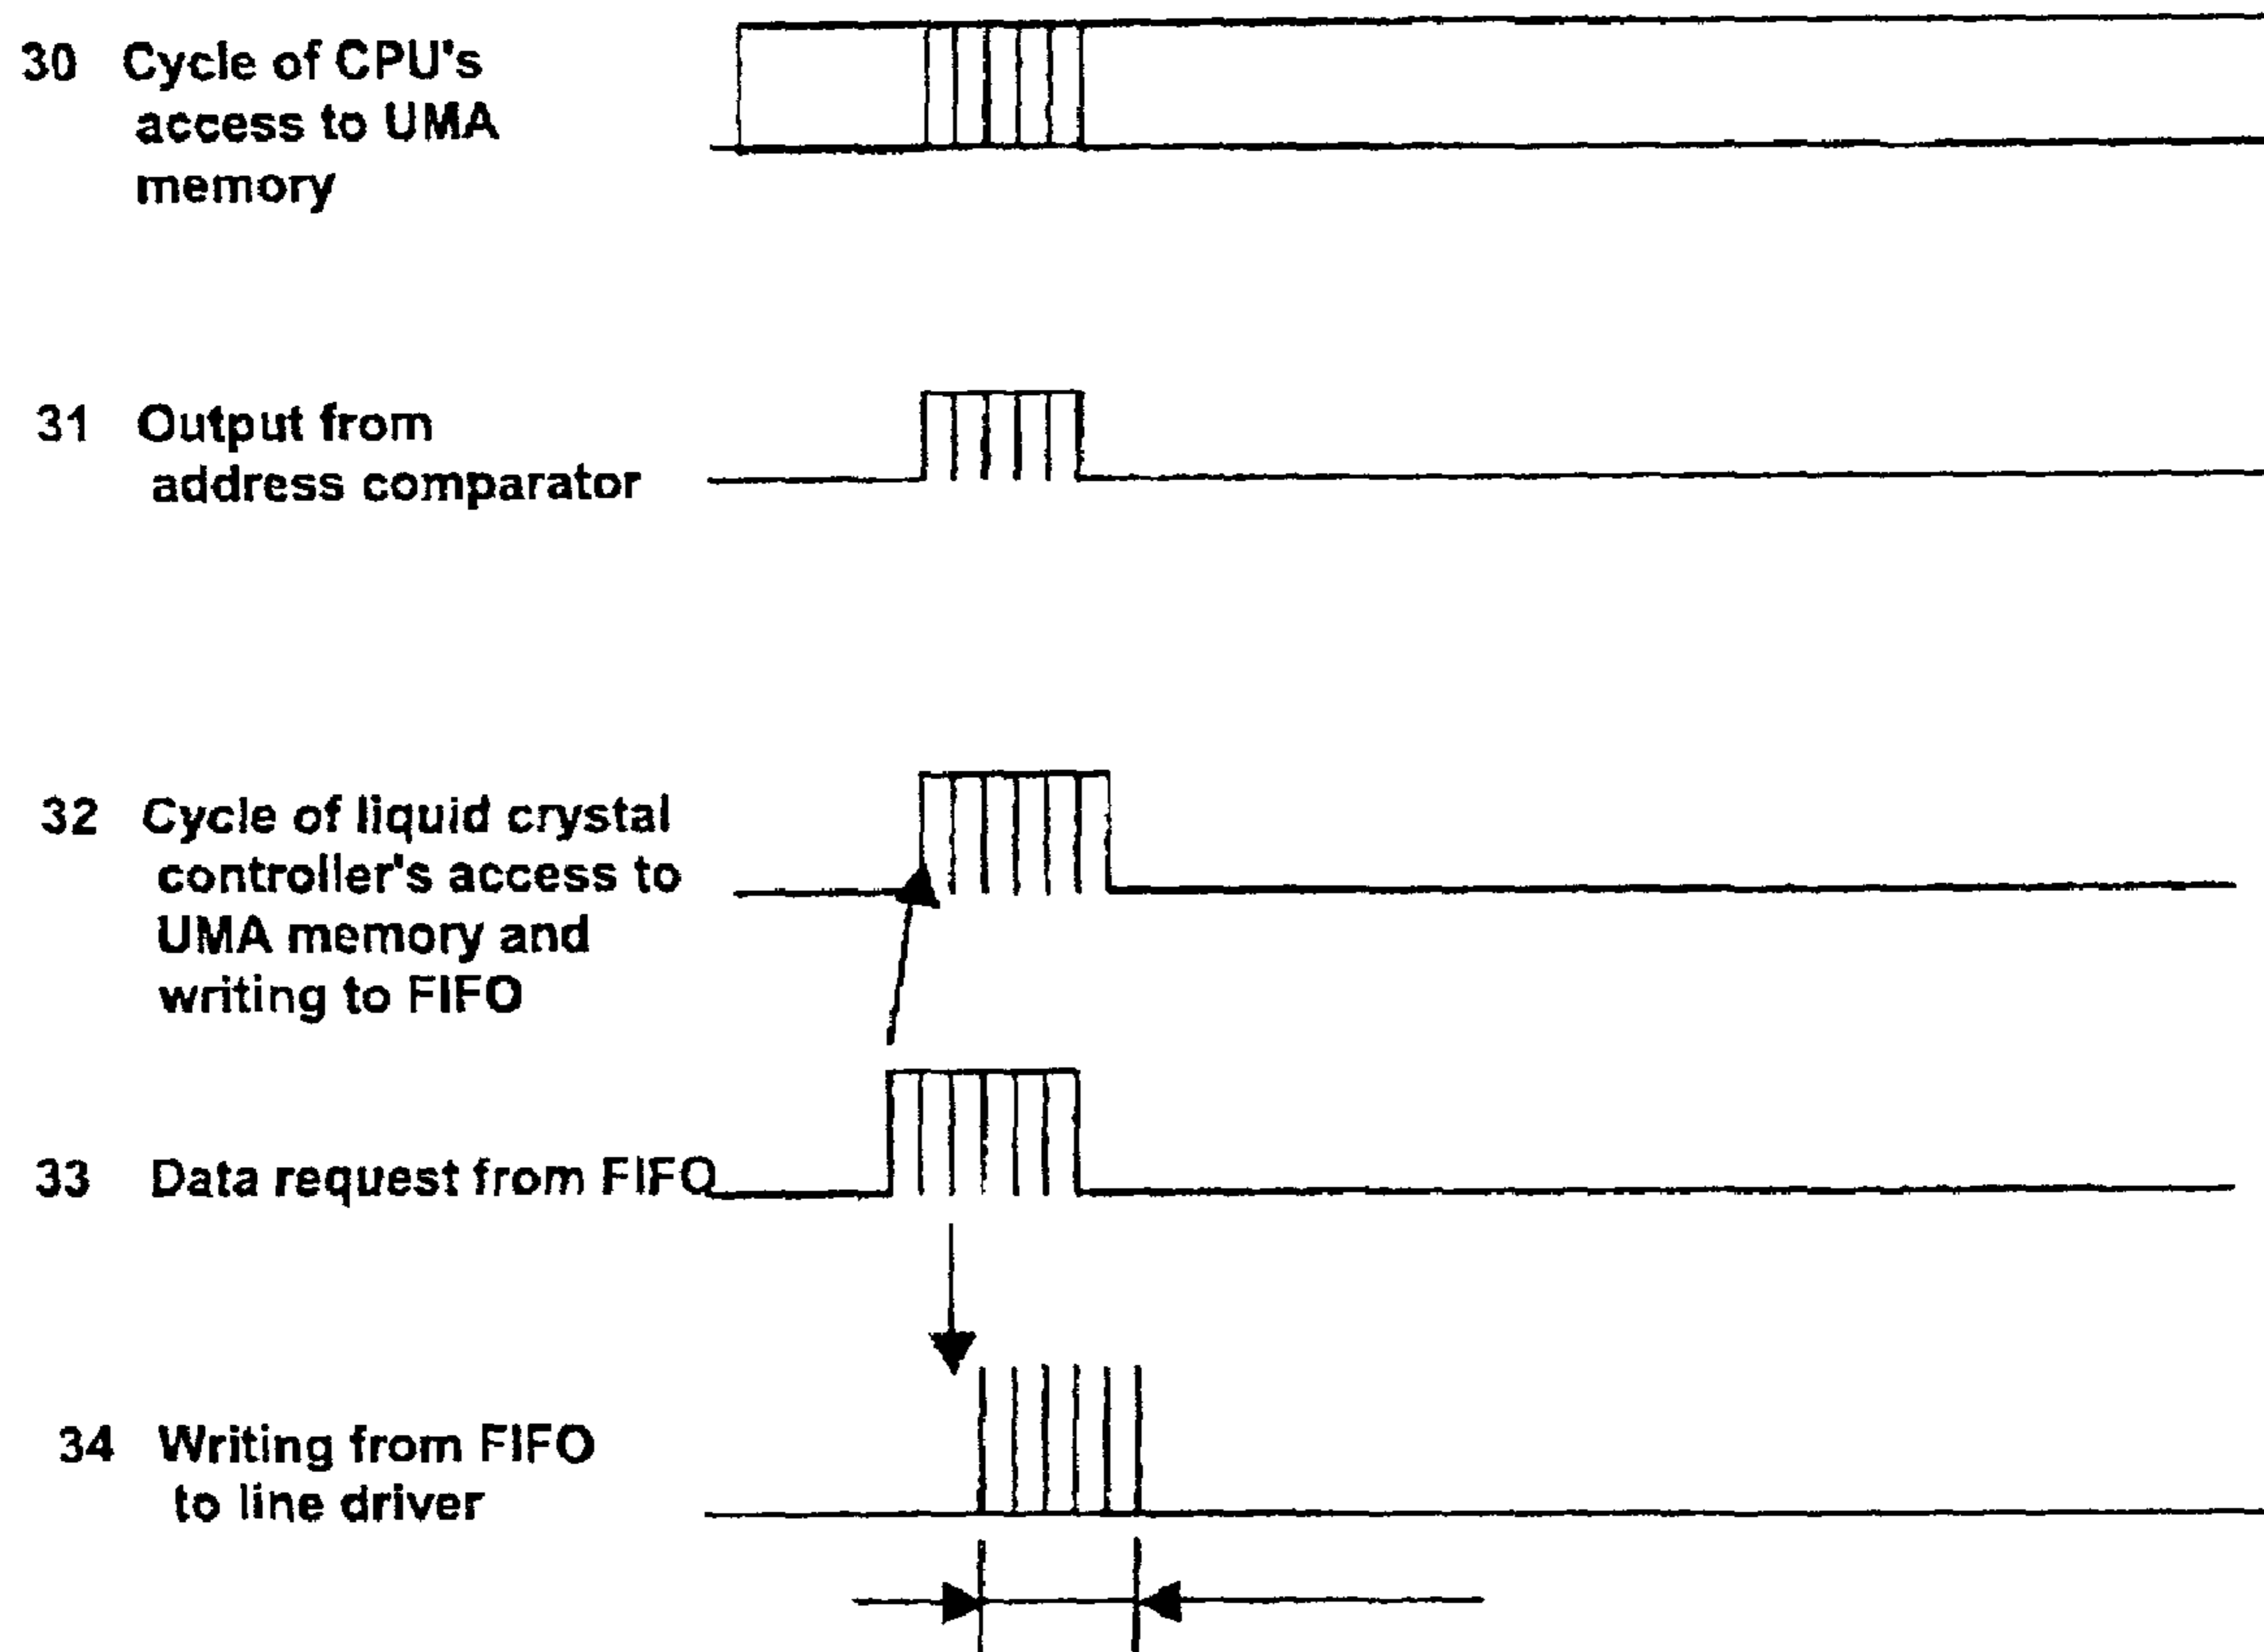 30 Cycle of CPU's
access to UMA
memory
31 Output from
address comparator
32 Cycle of liquid crystal
controller's access to
UMA memory and
writing to FIFO
33 Data request from FIFO
34 Writing from FIFO
to line driver